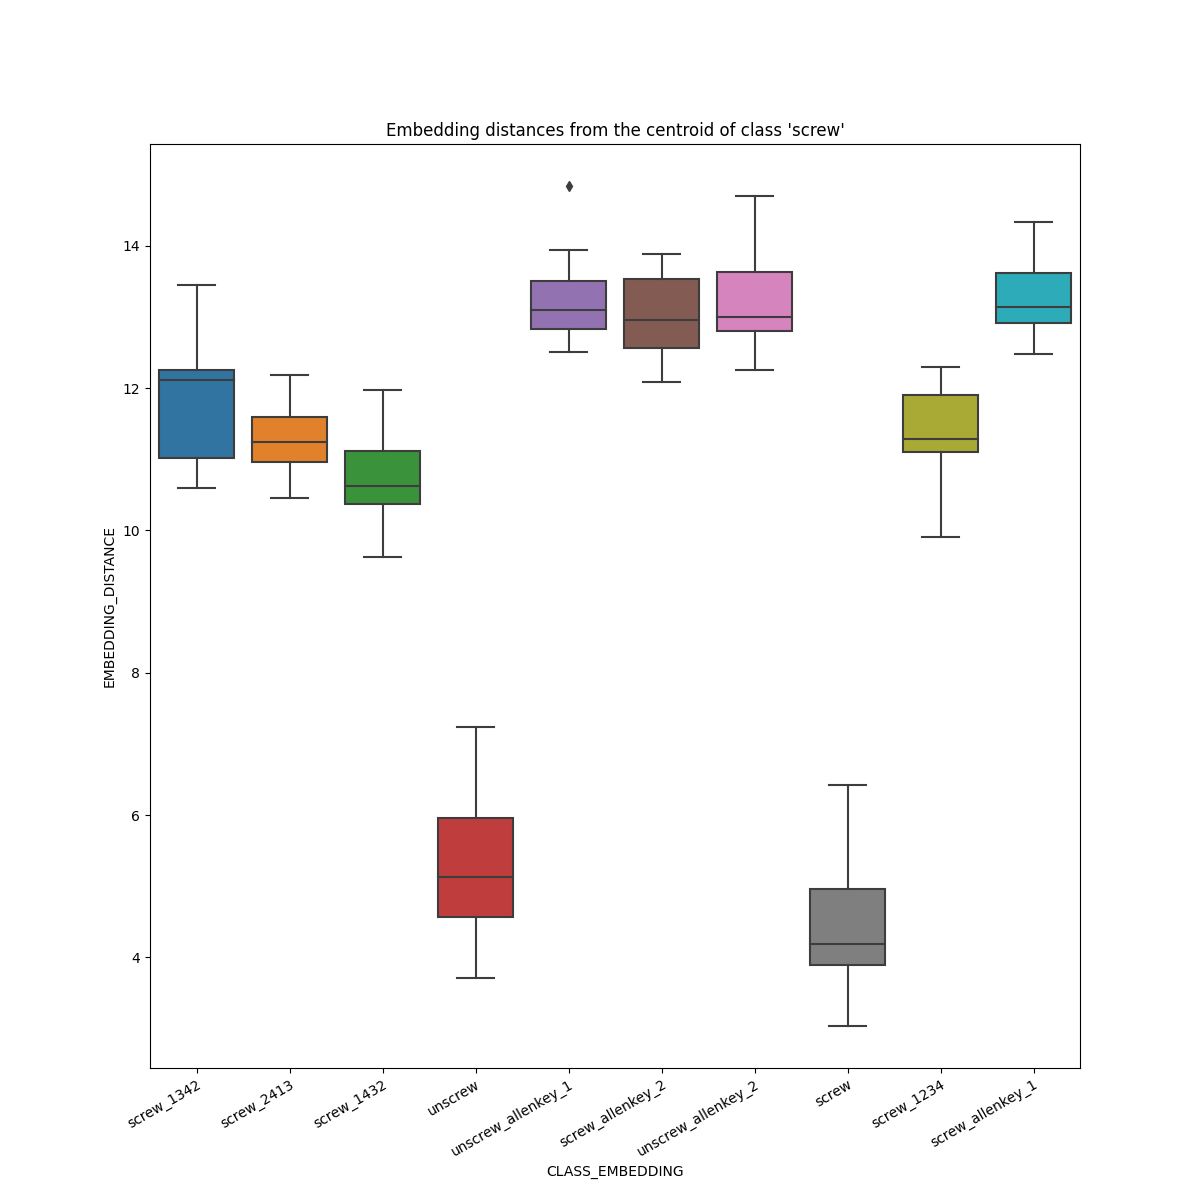 Embedding distances from the centroid of class 'screw'
EMBEDDING_DISTANCE
14
12
10
8
6
4
screw_1342
screw_2413
screw_1432
unscrew
unscrew_allenkey_1
screw_allenkey_2
unscrew_allenkey_2
screw
screw_1234
screw_allenkey_1
CLASS_EMBEDDING